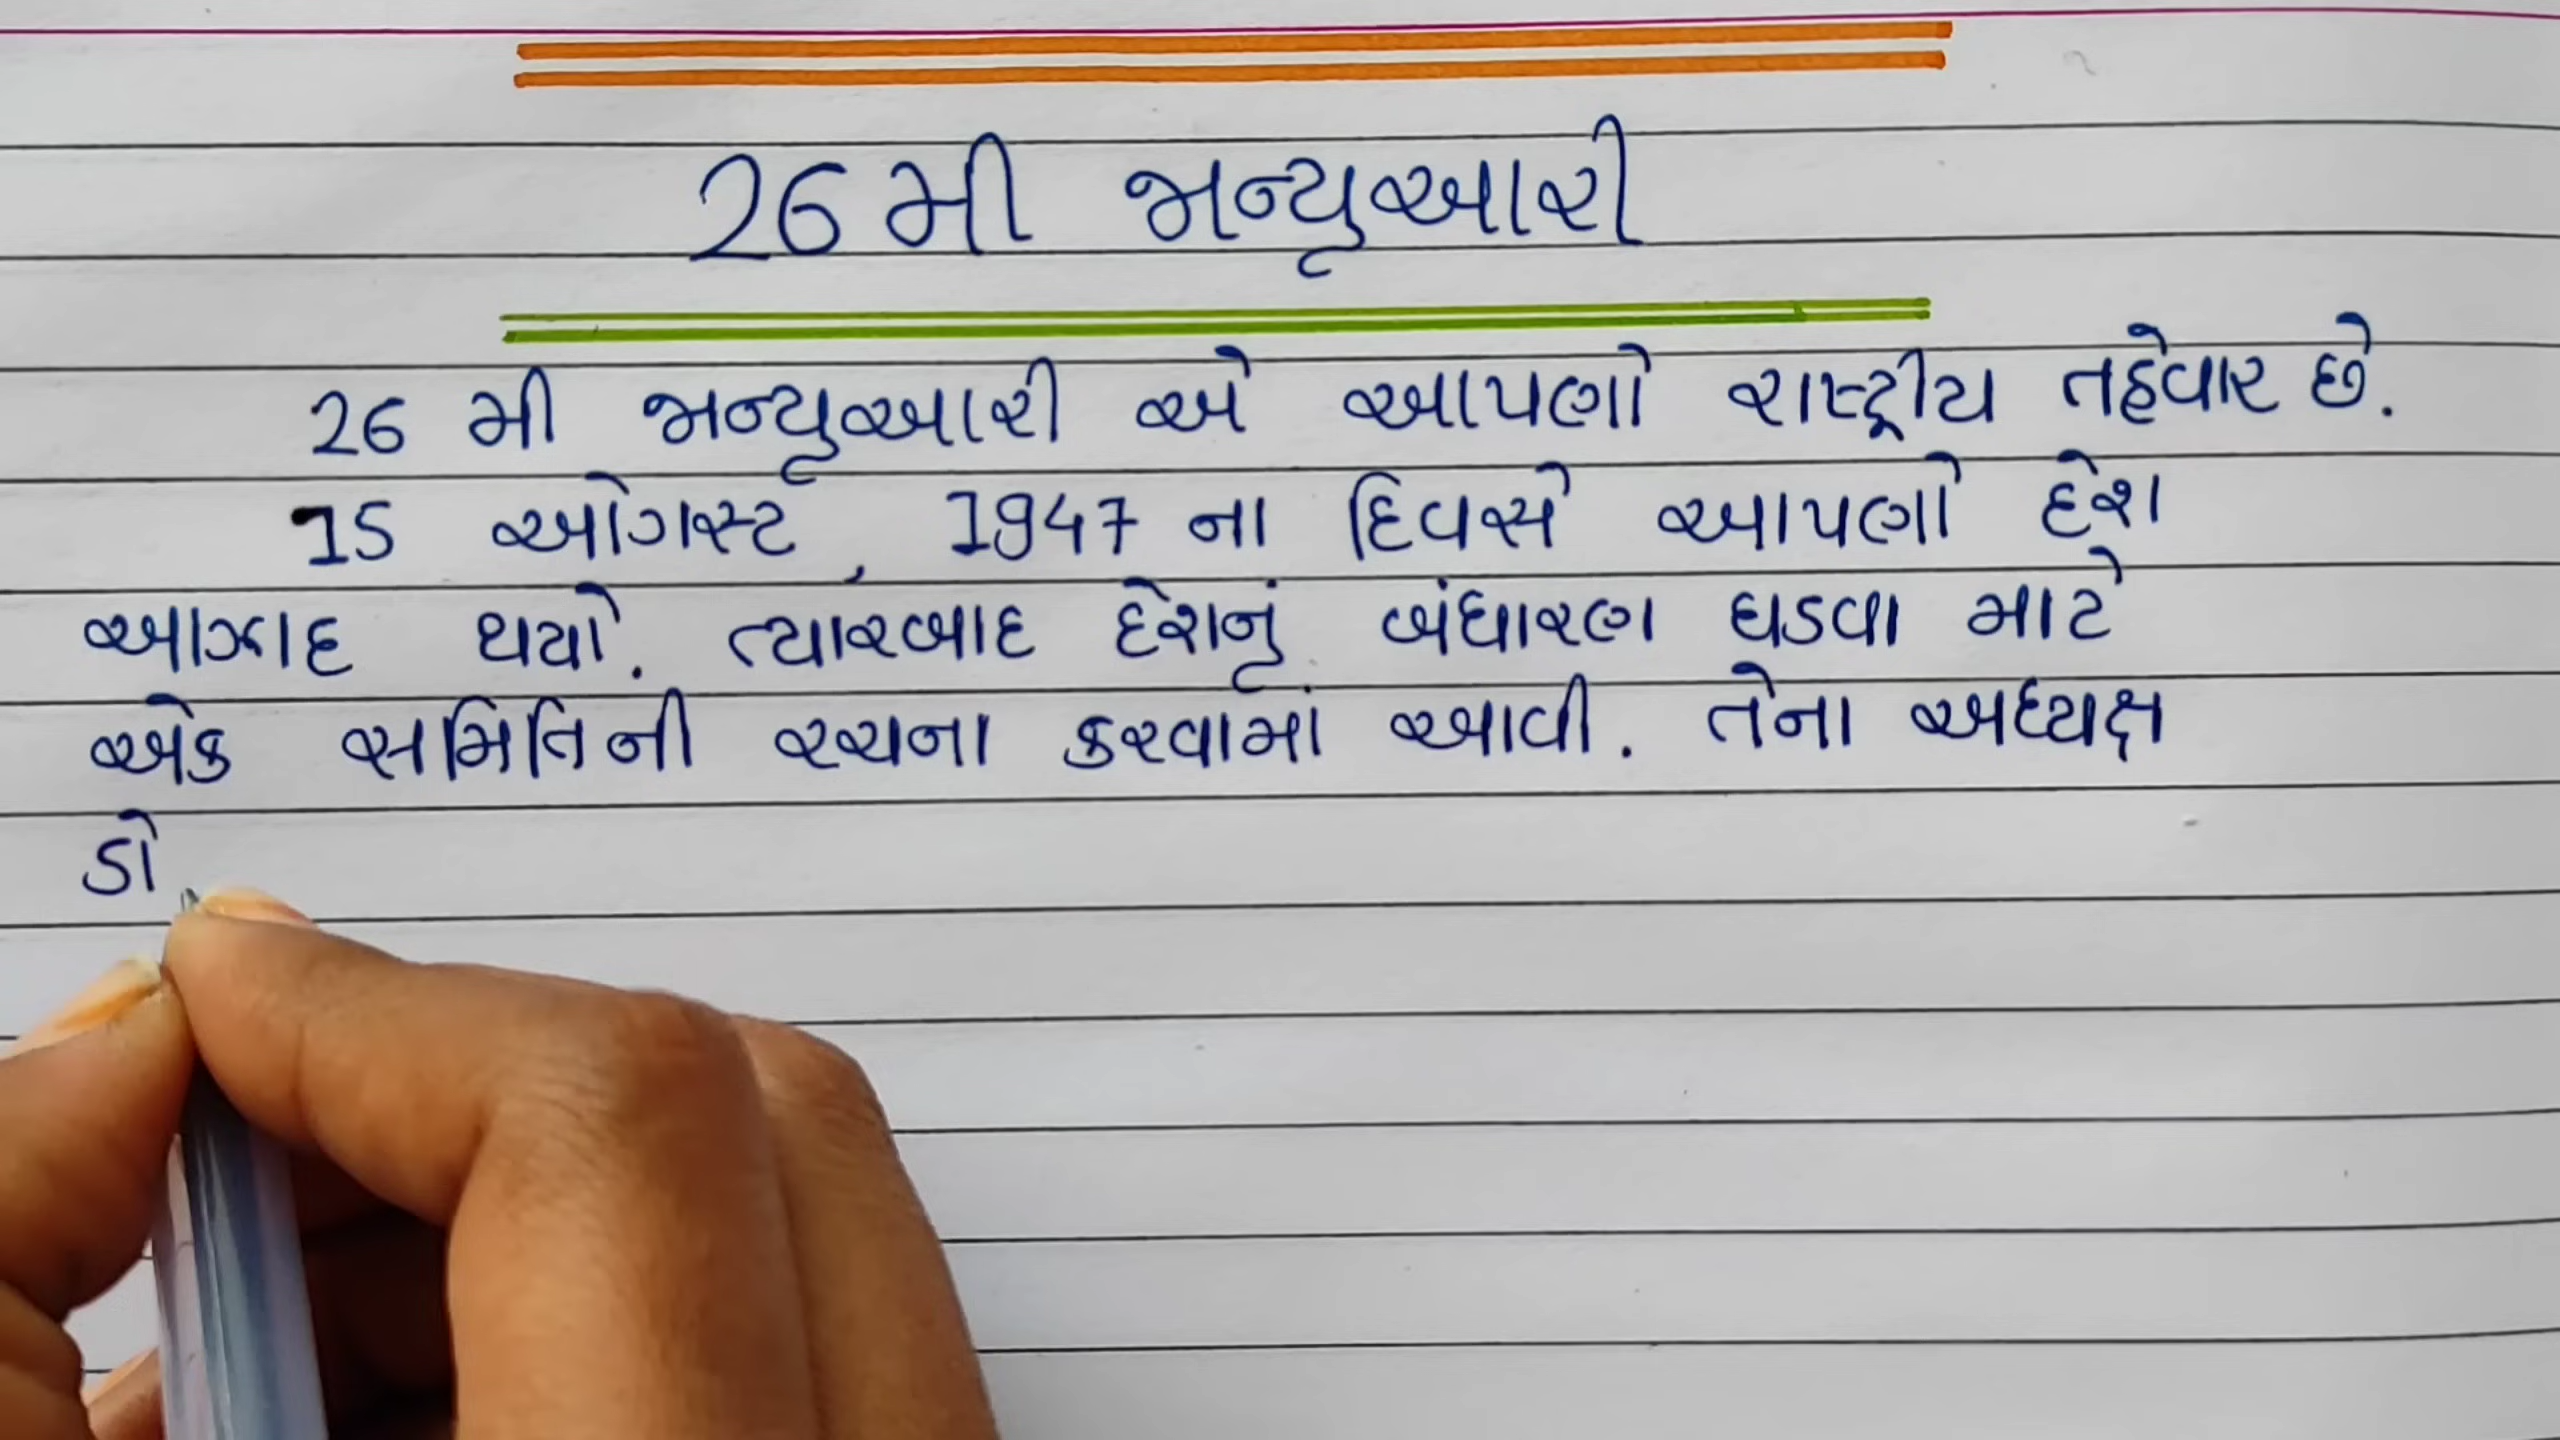 26મી જાન્યુઆરી
26 મી જાન્યુઆરી એ આપણો રાષ્ટ્રીય તહેવાર છે.
15 ઓગસ્ટ, 1947 ના દિવસે આપણો દેશ
આઝાદ થયો. ત્યારબાદ દેશનું બંધારણ ઘડવા માટે
એક સમિતિની રચના કરવામાં આવી. તેના અધ્યક્ષ
ડો